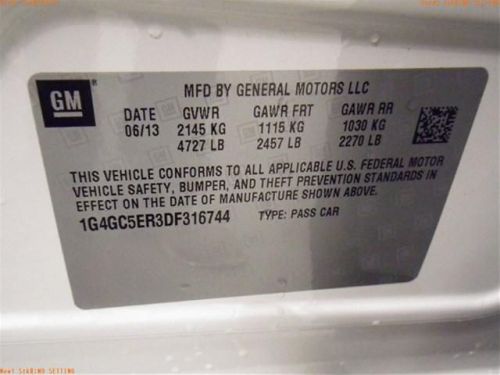 GM
MFD BY GENERAL MOTORS LLC
DATE GVWR GAWR FRT GAWR RR
06/13 2145 KG 1115 KG 1030 KG
4727 LB 2457 LB 2270 LB
THIS VEHICLE CONFORMS TO ALL APPLICABLE U.S. FEDERAL MOTOR
VEHICLE SAFETY, BUMPER, AND THEFT PREVENTION STANDARDS IN
EFFECT ON THE DATE OF MANUFACTURE SHOWN ABOVE.
1G4GC5ER3DF316744 TYPE: PASS CAR